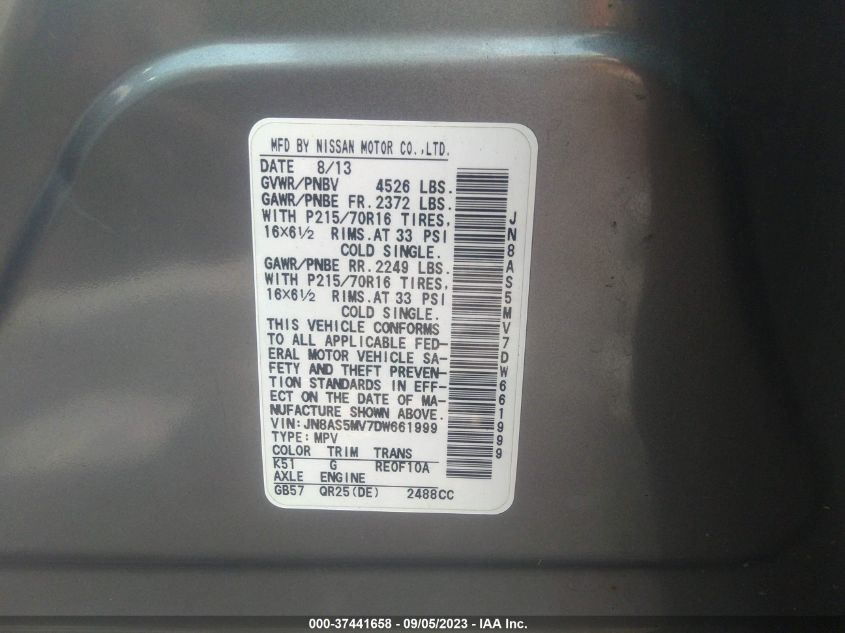 MFD BY NISSAN MOTOR CO.,LTD.
DATE 8/13
GVWR/PNBV 4526 LBS.
GAWR/PNBE FR. 2372 LBS.
WITH P215/70R16 TIRES,
16×6½ RIMS. AT 33 PSI
COLD SINGLE.
GAWR/PNBE RR. 2249 LBS.
WITH P215/70R16 TIRES,
16×6½ RIMS. AT 33 PSI
COLD SINGLE.
THIS VEHICLE CONFORMS
TO ALL APPLICABLE FED-
ERAL MOTOR VEHICLE SA-
FETY AND THEFT PREVEN-
TION STANDARDS IN EFF-
ECT ON THE DATE OF MA-
NUFACTURE SHOWN ABOVE.
VIN: JN8AS5MV7DW661999
TYPE: MPV
COLOR TRIM TRANS
K51 G RE0F10A
AXLE ENGINE
GB57 QR25(DE) 2488CC
JN8AS5MV7DW661999
000-37441658 - 09/05/2023 - IAA Inc.